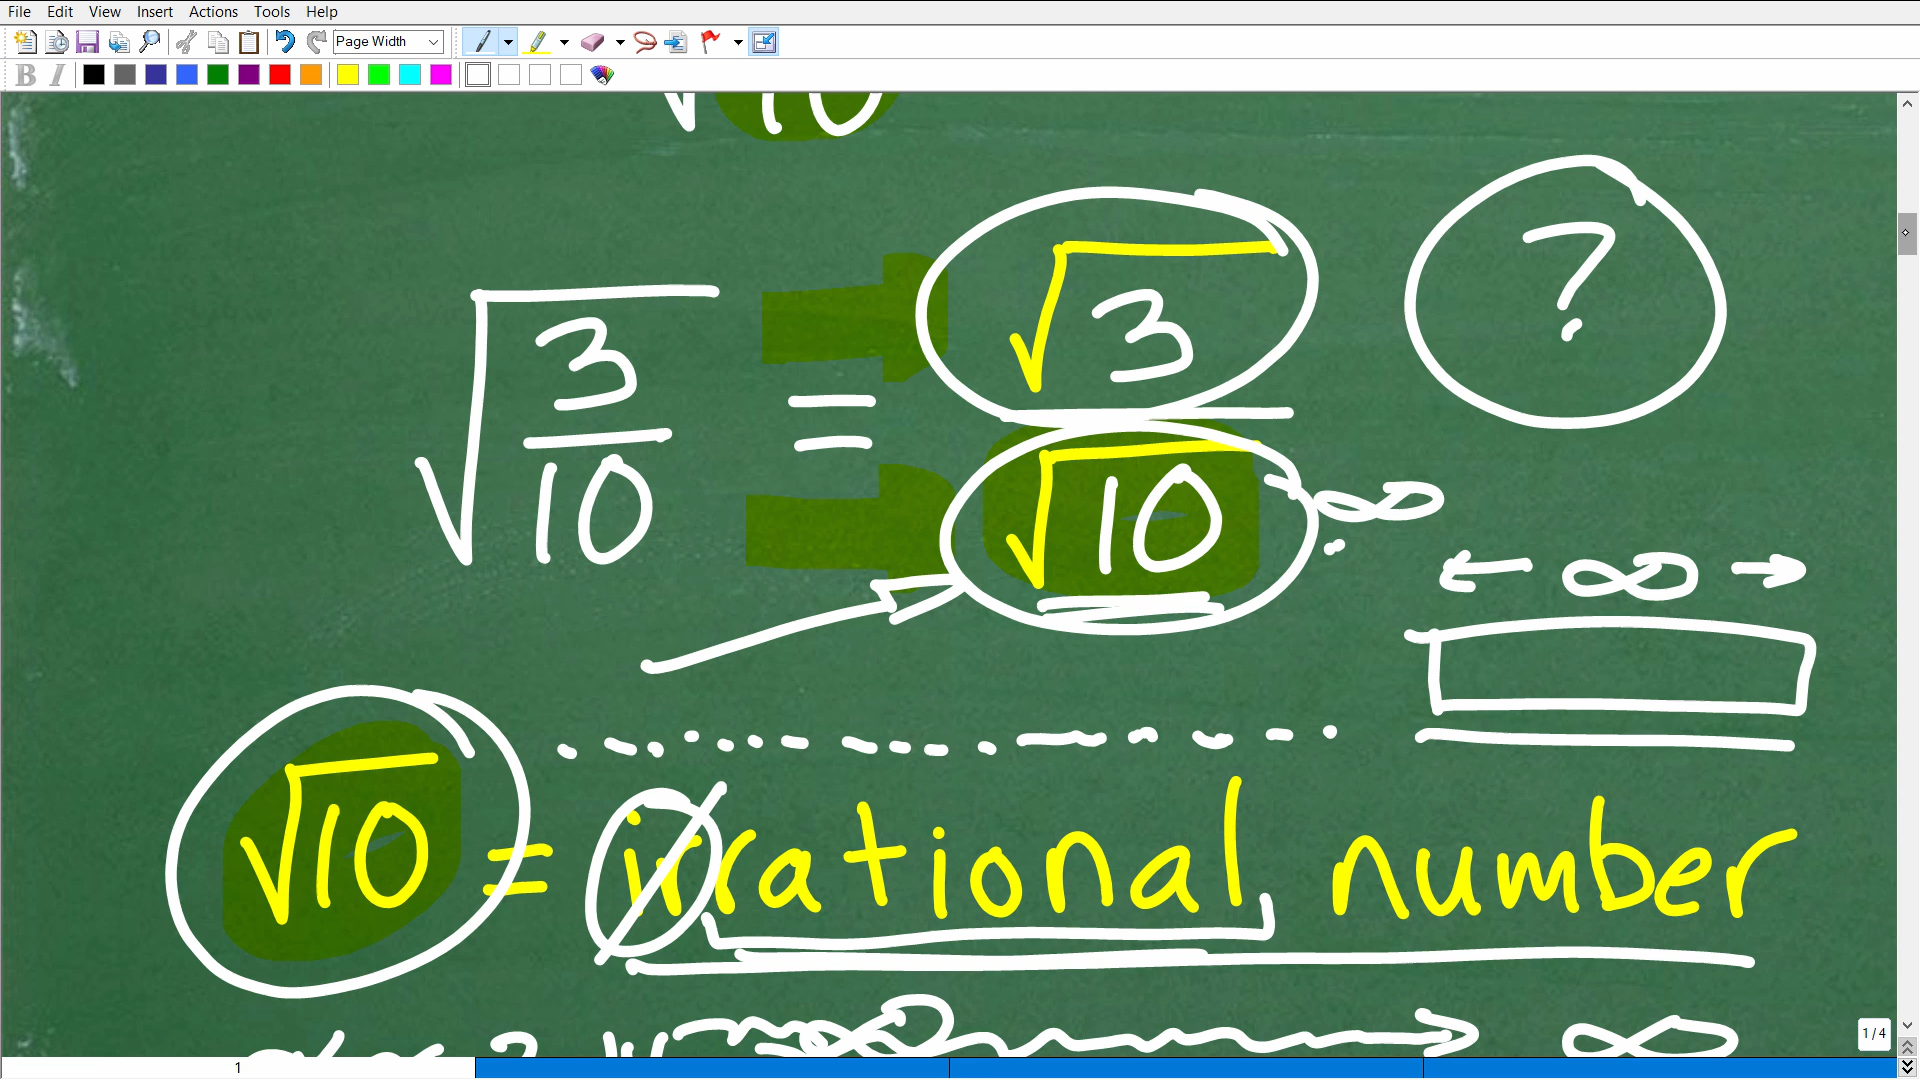 File Edit View Insert Actions Tools Help
Page Width
B I
√10
√3/10 = √3/√10 ?
∞
← ∞ →
√10 = irrational number
∞ ∞
1 / 4
1